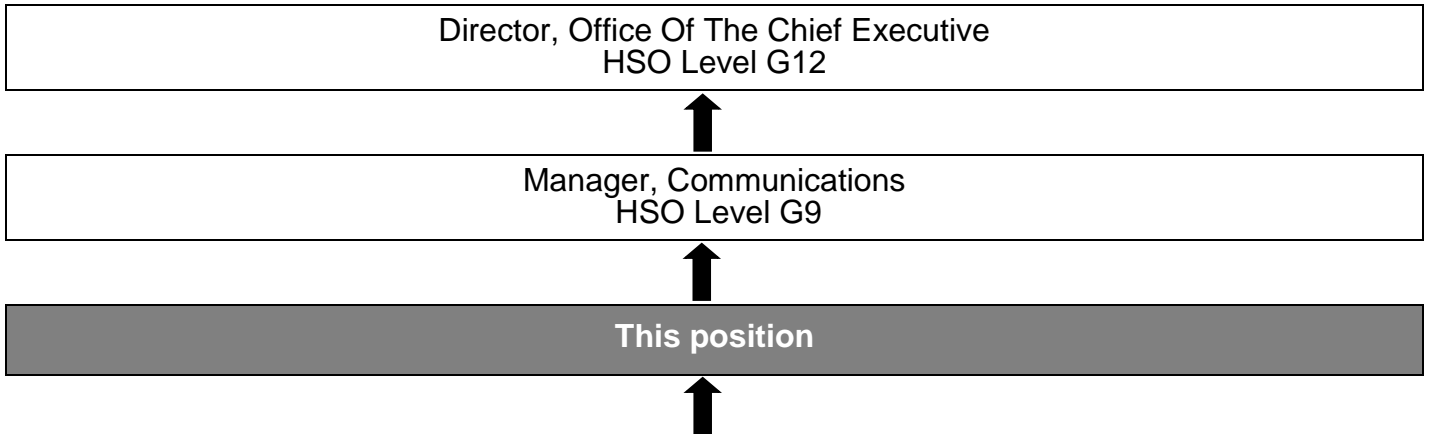 Director, Office Of The Chief Executive
HSO Level G12
Manager, Communications
HSO Level G9
This position